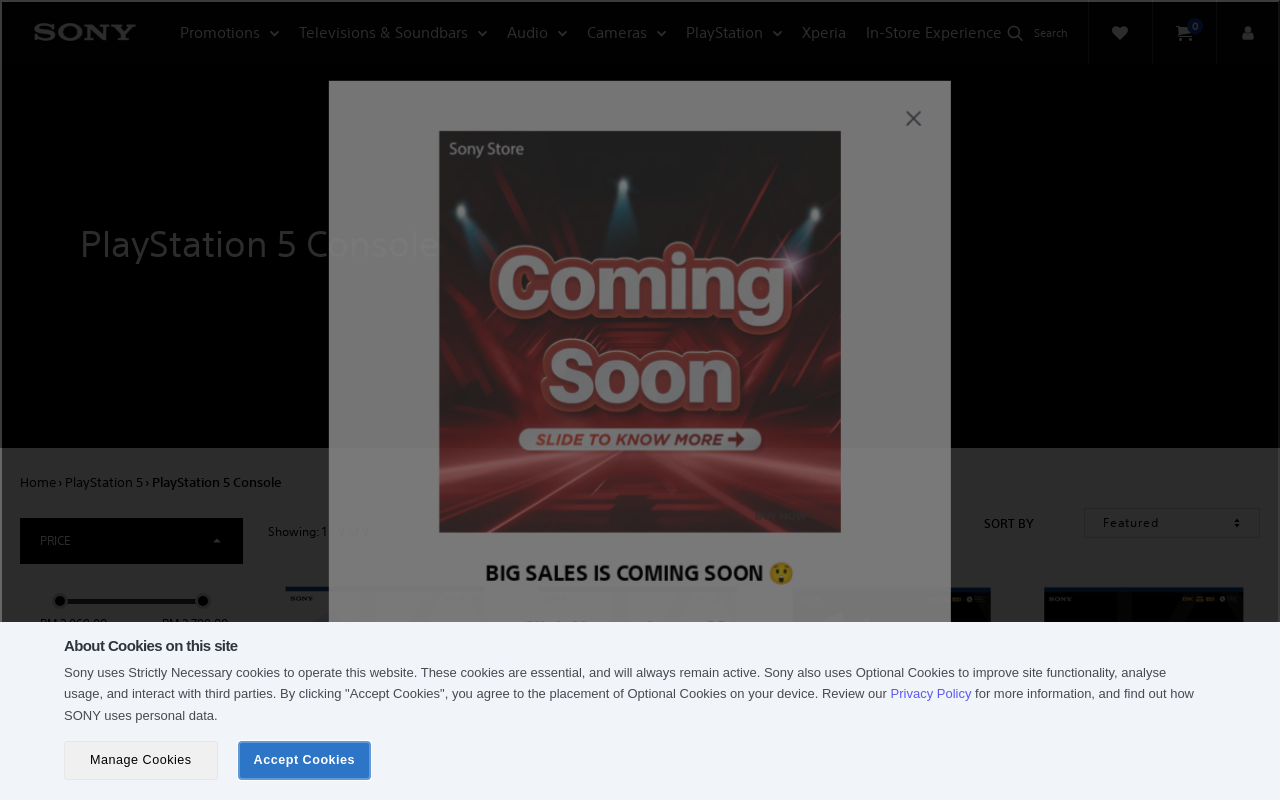 SONY
Promotions
Televisions & Soundbars
Audio
Cameras
PlayStation
Xperia
In-Store Experience
Search
0
PlayStation 5 Console
Sony Store
Coming
Soon
SLIDE TO KNOW MORE
BIG SALES IS COMING SOON 😲
Home › PlayStation 5 › PlayStation 5 Console
PRICE
Showing: 1
SORT BY
Featured
SONY
SONY
About Cookies on this site
Sony uses Strictly Necessary cookies to operate this website. These cookies are essential, and will always remain active. Sony also uses Optional Cookies to improve site functionality, analyse
usage, and interact with third parties. By clicking "Accept Cookies", you agree to the placement of Optional Cookies on your device. Review our Privacy Policy for more information, and find out how
SONY uses personal data.
Manage Cookies
Accept Cookies